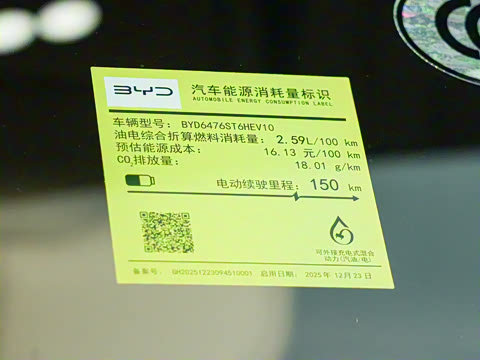 BYD 汽车能源消耗量标识
AUTOMOBILE ENERGY CONSUMPTION LABEL
车辆型号: BYD6476ST6HEV10
油电综合折算燃料消耗量: 2.59L/100 km
预估能源成本: 16.13 元/100 km
CO2排放量: 18.01 g/km
电动续驶里程: 150 km
可外接充电式混合
动力(汽油/电)
备案号: QH20251223094510001 启用日期: 2025年12月23日